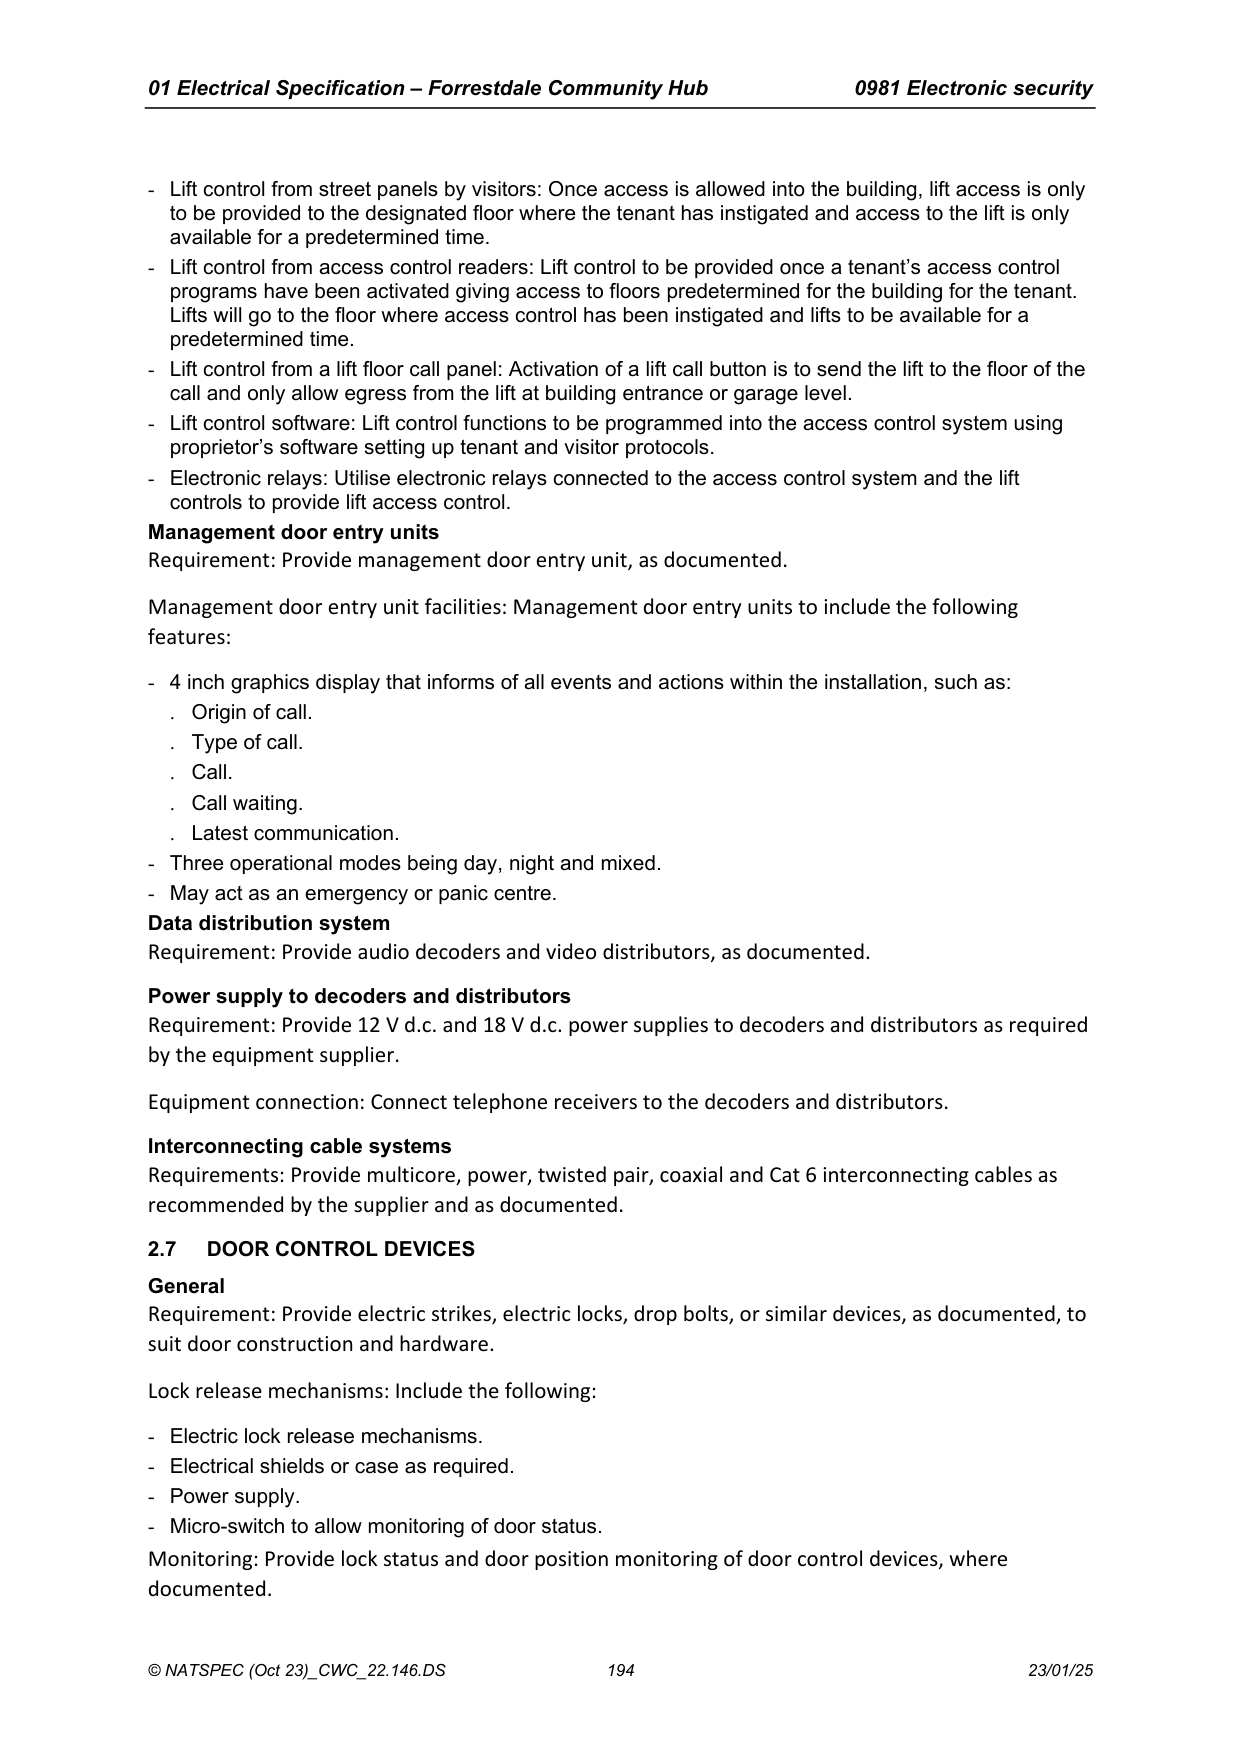 01 Electrical Specification – Forrestdale Community Hub 0981 Electronic security
- Lift control from street panels by visitors: Once access is allowed into the building, lift access is only
to be provided to the designated floor where the tenant has instigated and access to the lift is only
available for a predetermined time.
- Lift control from access control readers: Lift control to be provided once a tenant’s access control
programs have been activated giving access to floors predetermined for the building for the tenant.
Lifts will go to the floor where access control has been instigated and lifts to be available for a
predetermined time.
- Lift control from a lift floor call panel: Activation of a lift call button is to send the lift to the floor of the
call and only allow egress from the lift at building entrance or garage level.
- Lift control software: Lift control functions to be programmed into the access control system using
proprietor’s software setting up tenant and visitor protocols.
- Electronic relays: Utilise electronic relays connected to the access control system and the lift
controls to provide lift access control.
Management door entry units
Requirement: Provide management door entry unit, as documented.
Management door entry unit facilities: Management door entry units to include the following
features:
- 4 inch graphics display that informs of all events and actions within the installation, such as:
. Origin of call.
. Type of call.
. Call.
. Call waiting.
. Latest communication.
- Three operational modes being day, night and mixed.
- May act as an emergency or panic centre.
Data distribution system
Requirement: Provide audio decoders and video distributors, as documented.
Power supply to decoders and distributors
Requirement: Provide 12 V d.c. and 18 V d.c. power supplies to decoders and distributors as required
by the equipment supplier.
Equipment connection: Connect telephone receivers to the decoders and distributors.
Interconnecting cable systems
Requirements: Provide multicore, power, twisted pair, coaxial and Cat 6 interconnecting cables as
recommended by the supplier and as documented.
2.7 DOOR CONTROL DEVICES
General
Requirement: Provide electric strikes, electric locks, drop bolts, or similar devices, as documented, to
suit door construction and hardware.
Lock release mechanisms: Include the following:
- Electric lock release mechanisms.
- Electrical shields or case as required.
- Power supply.
- Micro-switch to allow monitoring of door status.
Monitoring: Provide lock status and door position monitoring of door control devices, where
documented.
© NATSPEC (Oct 23)_CWC_22.146.DS 194 23/01/25